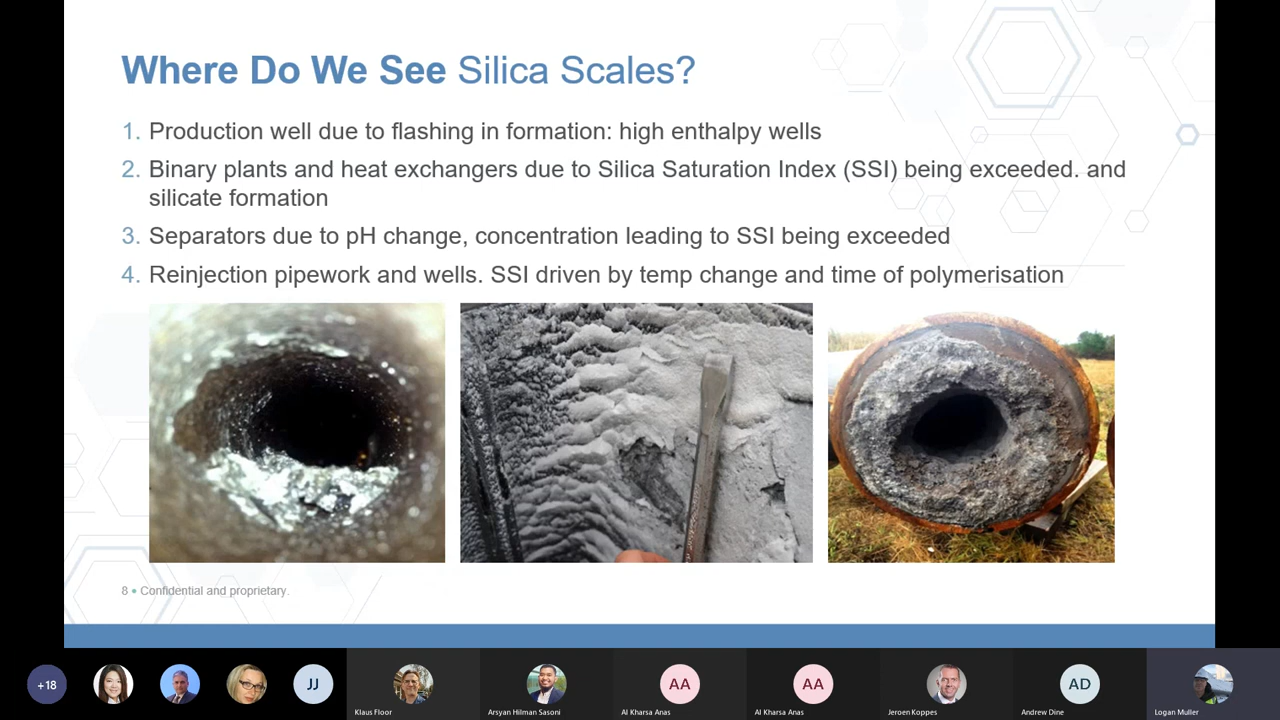 Where Do We See Silica Scales?
1. Production well due to flashing in formation: high enthalpy wells
2. Binary plants and heat exchangers due to Silica Saturation Index (SSI) being exceeded. and
silicate formation
3. Separators due to pH change, concentration leading to SSI being exceeded
4. Reinjection pipework and wells. SSI driven by temp change and time of polymerisation
8 • Confidential and proprietary.
+18
JJ
AA
AA
AD
Klaus Floor
Arsyan Hilman Sasoni
Al Kharsa Anas
Al Kharsa Anas
Jeroen Koppes
Andrew Dine
Logan Muller